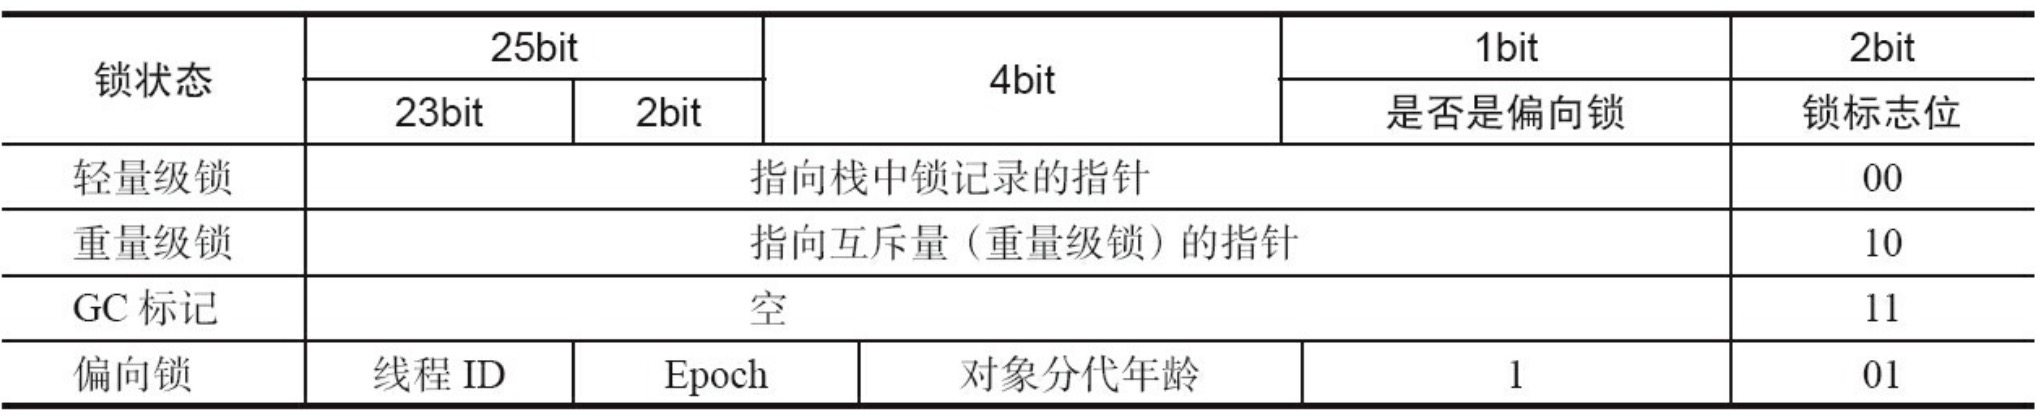 锁状态 25bit 4bit 1bit 2bit
23bit 2bit 是否是偏向锁 锁标志位
轻量级锁 指向栈中锁记录的指针 00
重量级锁 指向互斥量（重量级锁）的指针 10
GC 标记 空 11
偏向锁 线程 ID Epoch 对象分代年龄 1 01